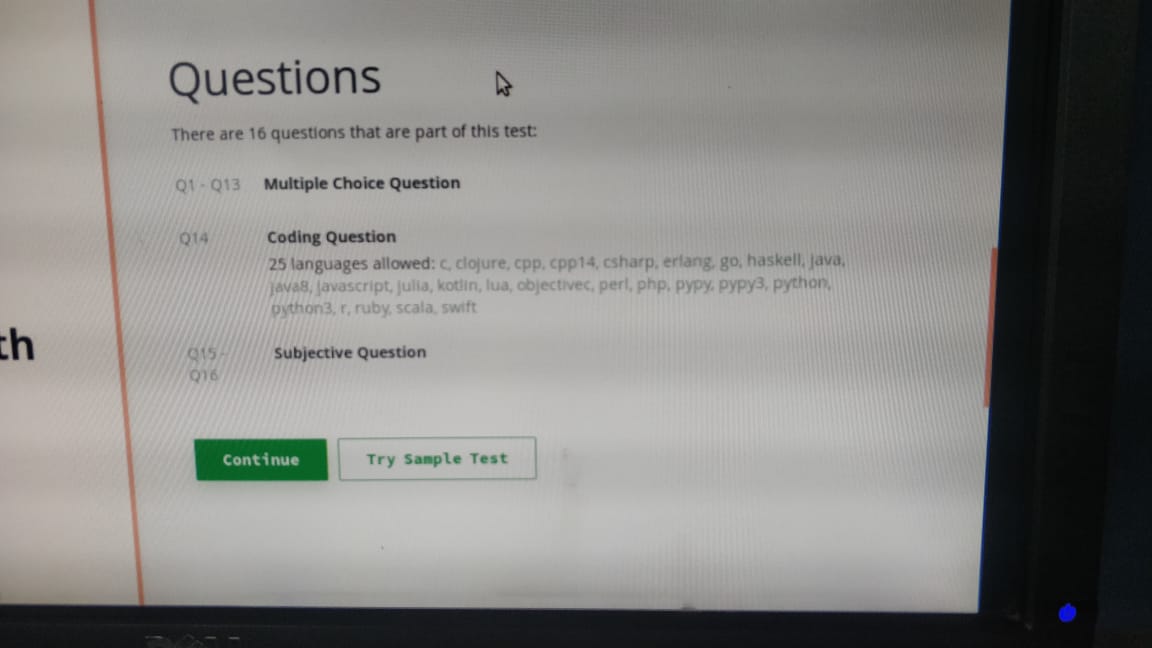 Questions
There are 16 questions that are part of this test:
Q1 - Q13 Multiple Choice Question
Q14 Coding Question
25 languages allowed: c, clojure, cpp, cpp14, csharp, erlang, go, haskell, java,
java8, javascript, julia, kotlin, lua, objectivec, perl, php, pypy, pypy3, python,
python3, r, ruby, scala, swift
th
Q15 - Subjective Question
Q16
Continue Try Sample Test